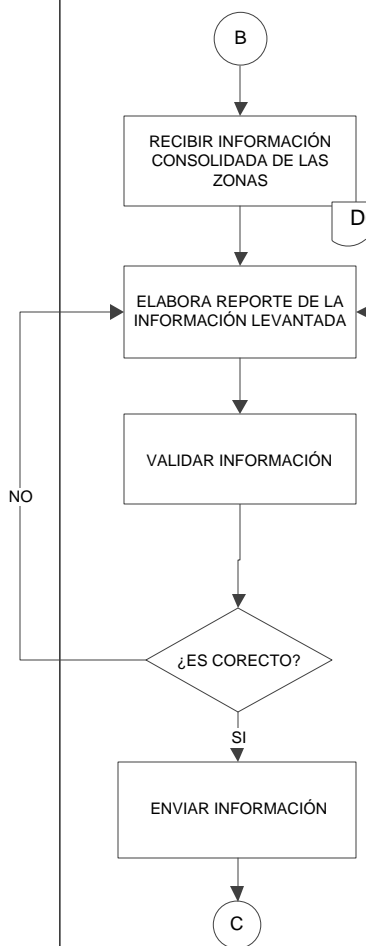 B
RECIBIR INFORMACIÓN
CONSOLIDADA DE LAS
ZONAS
D
ELABORA REPORTE DE LA
INFORMACIÓN LEVANTADA
VALIDAR INFORMACIÓN
NO
¿ES CORECTO?
SI
ENVIAR INFORMACIÓN
C